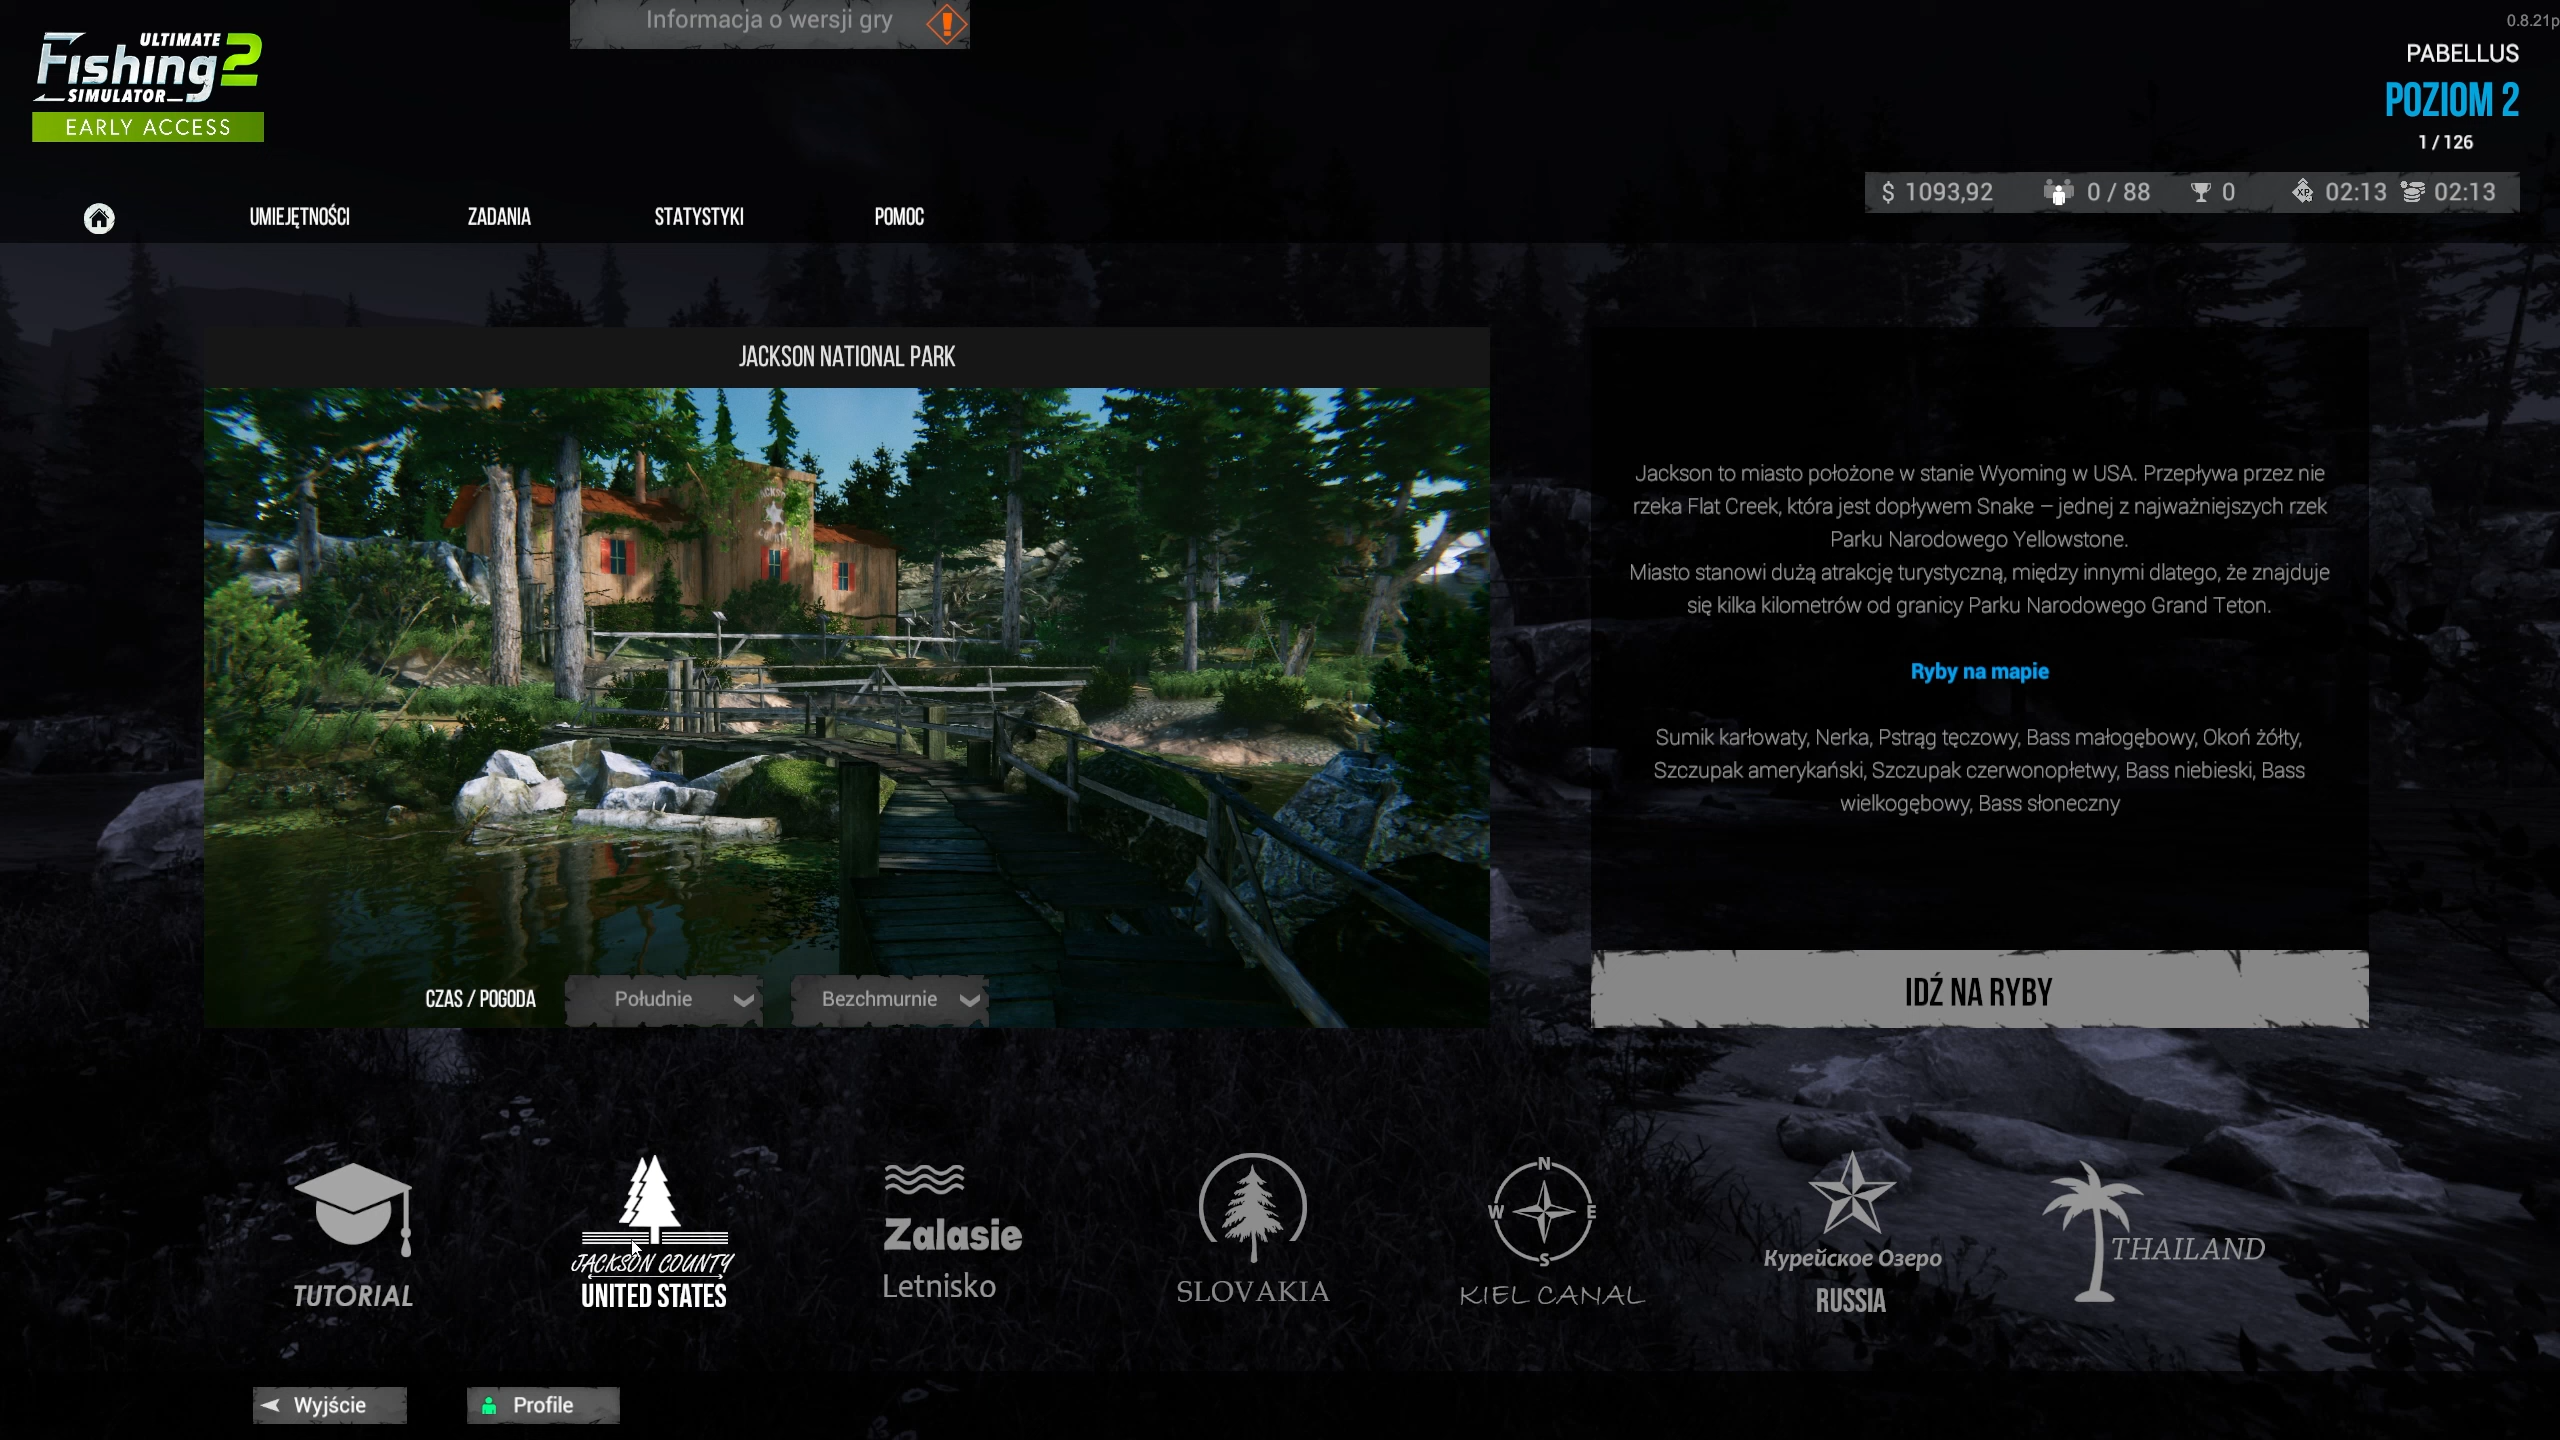 Informacja o wersji gry
0.8.21p
ULTIMATE
Fishing 2
SIMULATOR
EARLY ACCESS
PABELLUS
POZIOM 2
1 / 126
$ 1093,92 0 / 88 0 XP 02:13 02:13
UMIEJĘTNOŚCI ZADANIA STATYSTYKI POMOC
JACKSON NATIONAL PARK
Jackson to miasto położone w stanie Wyoming w USA. Przepływa przez nie
rzeka Flat Creek, która jest dopływem Snake – jednej z najważniejszych rzek
Parku Narodowego Yellowstone.
Miasto stanowi dużą atrakcję turystyczną, między innymi dlatego, że znajduje
się kilka kilometrów od granicy Parku Narodowego Grand Teton.
Ryby na mapie
Sumik karłowaty, Nerka, Pstrąg tęczowy, Bass małogębowy, Okoń żółty,
Szczupak amerykański, Szczupak czerwonopłetwy, Bass niebieski, Bass
wielkogębowy, Bass słoneczny
CZAS / POGODA Południe Bezchmurnie
IDŹ NA RYBY
TUTORIAL
JACKSON COUNTY
UNITED STATES
Zalasie
Letnisko
SLOVAKIA
N
W E
S
KIEL CANAL
Курейское Озеро
RUSSIA
THAILAND
Wyjście Profile